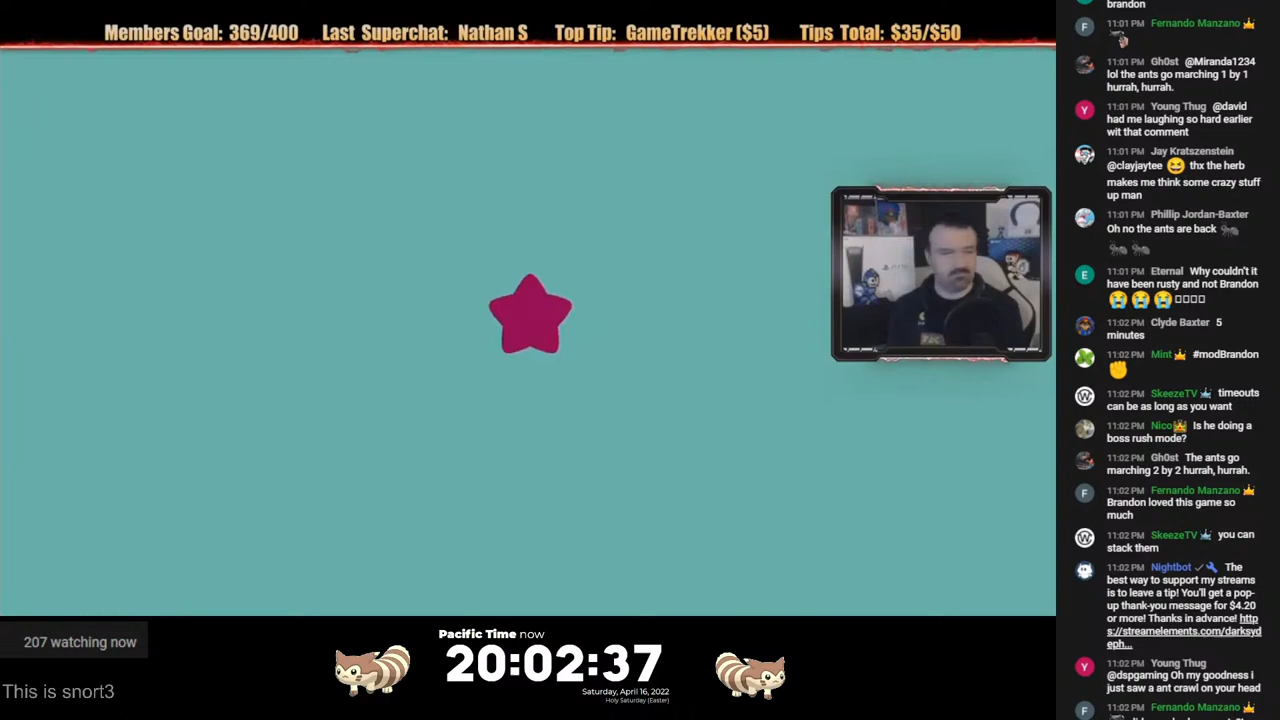 Members Goal: 369/400 Last Superchat: Nathan S Top Tip: GameTrekker ($5) Tips Total: $35/$50
207 watching now
This is snort3
Pacific Time now
20:02:37
Saturday, April 16, 2022
Holy Saturday (Easter)
brandon
11:01 PM Fernando Manzano
11:01 PM Gh0st @Miranda1234
lol the ants go marching 1 by 1
hurrah, hurrah.
11:01 PM Young Thug @david
had me laughing so hard earlier
wit that comment
11:01 PM Jay Kratszenstein
@clayjaytee 😆 thx the herb
makes me think some crazy stuff
up man
11:01 PM Phillip Jordan-Baxter
Oh no the ants are back 🐜
🐜 🐜
11:01 PM Eternal Why couldn't it
have been rusty and not Brandon
😭😭😭▯▯▯▯
11:02 PM Clyde Baxter 5
minutes
11:02 PM Mint #modBrandon
✊
11:02 PM SkeezeTV timeouts
can be as long as you want
11:02 PM Nico Is he doing a
boss rush mode?
11:02 PM Gh0st The ants go
marching 2 by 2 hurrah, hurrah.
11:02 PM Fernando Manzano
Brandon loved this game so
much
11:02 PM SkeezeTV you can
stack them
11:02 PM Nightbot The
best way to support my streams
is to leave a tip! You'll get a pop-
up thank-you message for $4.20
or more! Thanks in advance! http
s://streamelements.com/darksyd
eph...
11:02 PM Young Thug
@dspgaming Oh my goodness i
just saw a ant crawl on your head
11:02 PM Fernando Manzano